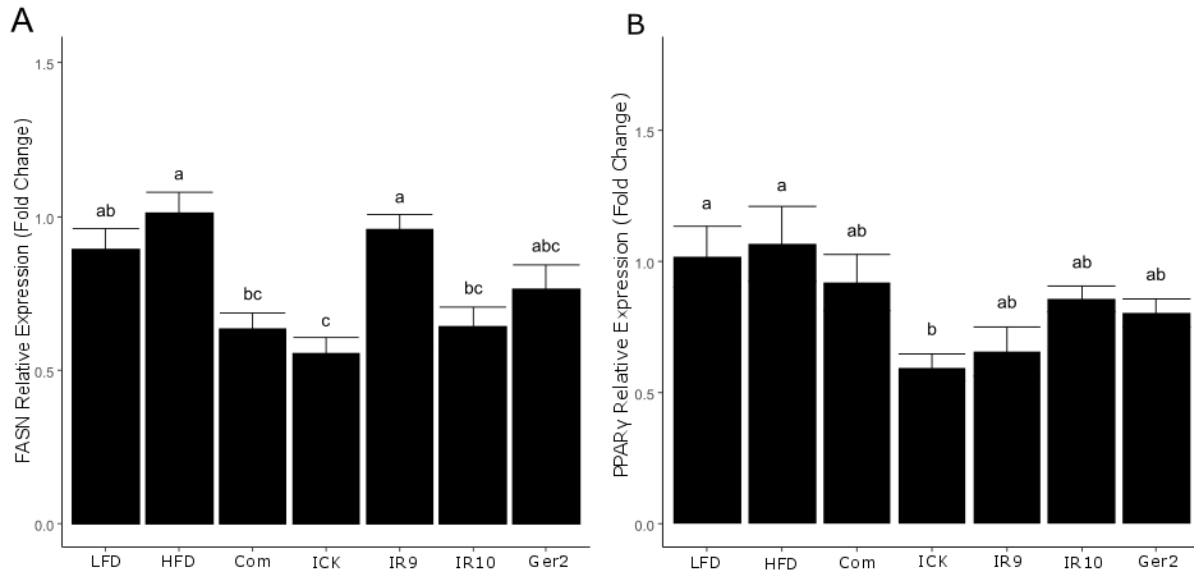 A
FASN Relative Expression (Fold Change)
1.5
1.0
0.5
0.0
ab
a
bc
c
a
bc
abc
LFD HFD Com ICK IR9 IR10 Ger2
B
PPARγ Relative Expression (Fold Change)
1.5
1.0
0.5
0.0
a
a
ab
b
ab
ab
ab
LFD HFD Com ICK IR9 IR10 Ger2